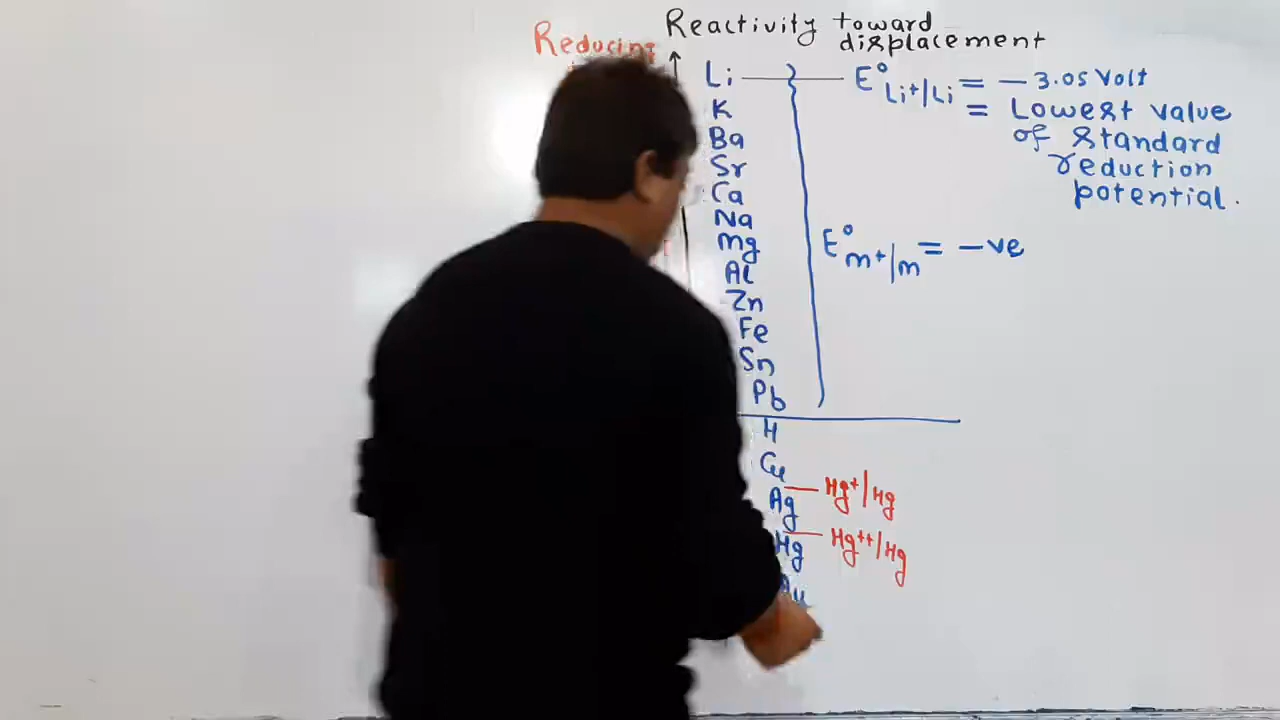 Reactivity toward
displacement
Reducing
Li — E°Li+/Li = -3.05 Volt
K = Lowest value
Ba of standard
Sr reduction
Ca potential.
Na
Mg E°m+/m = -ve
Al
Zn
Fe
Sn
Pb
H
Cu
Ag — Hg+/Hg
Hg — Hg++/Hg
Au